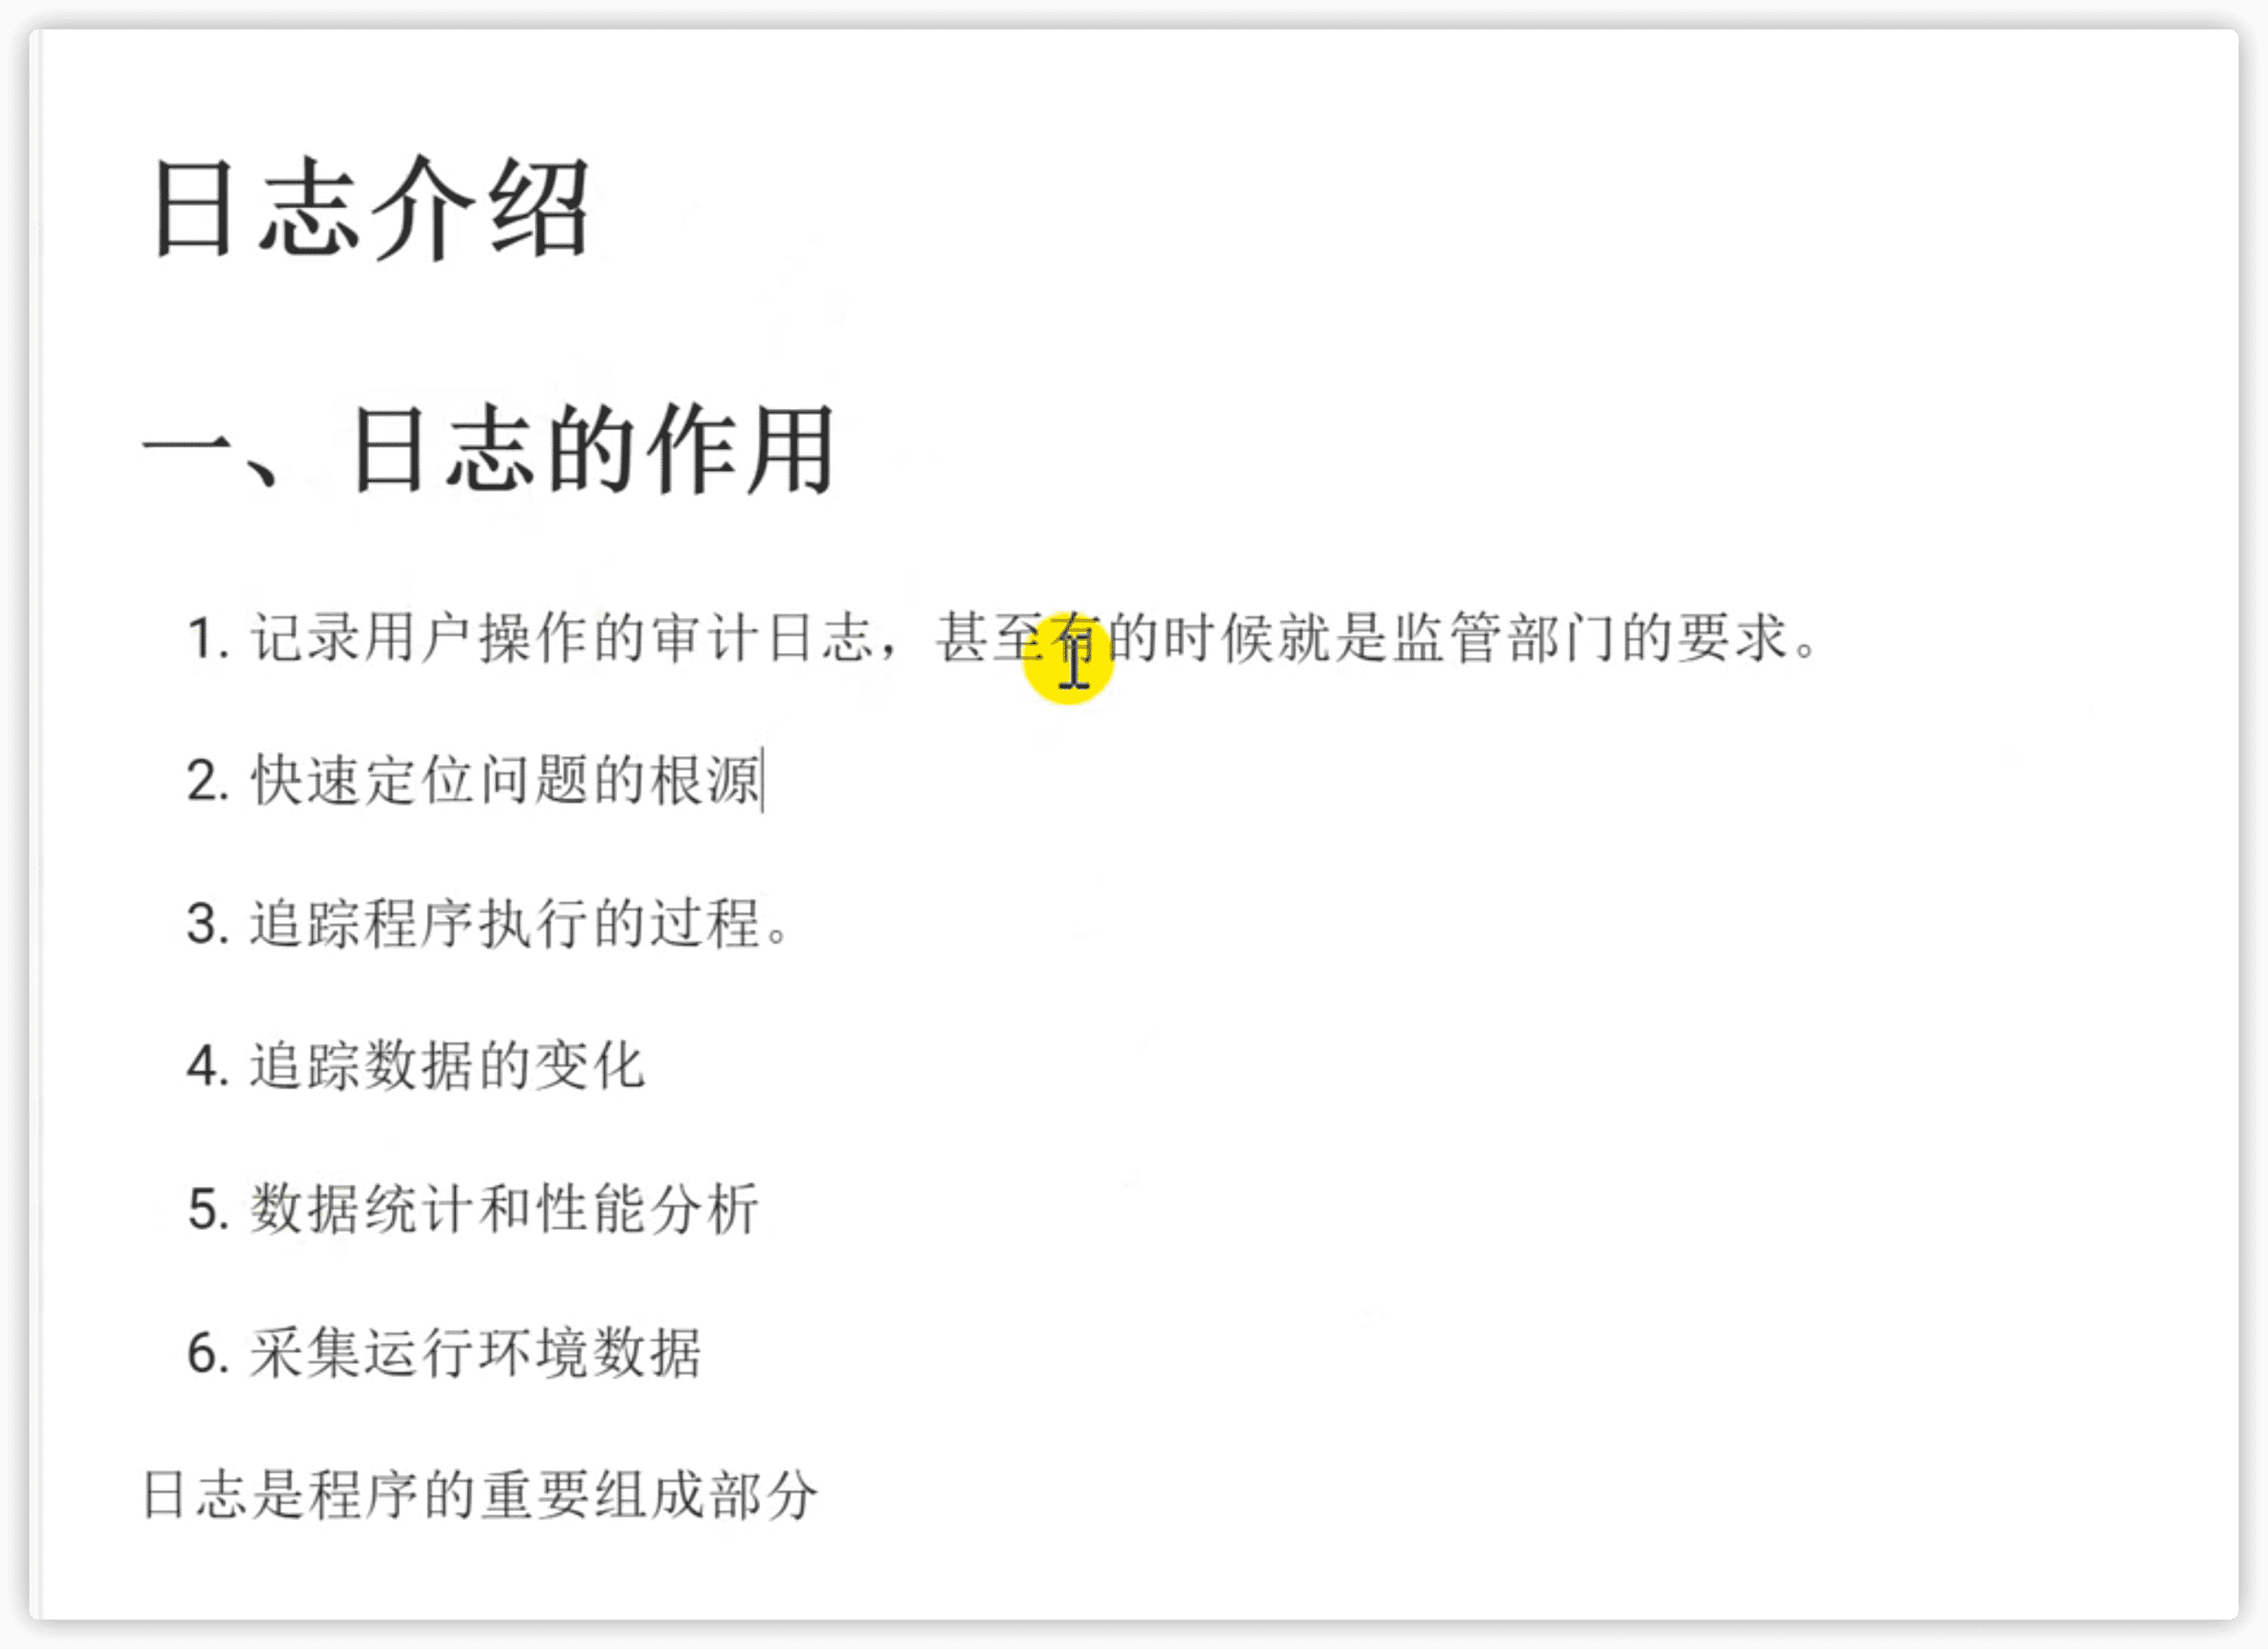 日志介绍
一、日志的作用
1. 记录用户操作的审计日志，甚至有的时候就是监管部门的要求。
2. 快速定位问题的根源
3. 追踪程序执行的过程。
4. 追踪数据的变化
5. 数据统计和性能分析
6. 采集运行环境数据
日志是程序的重要组成部分